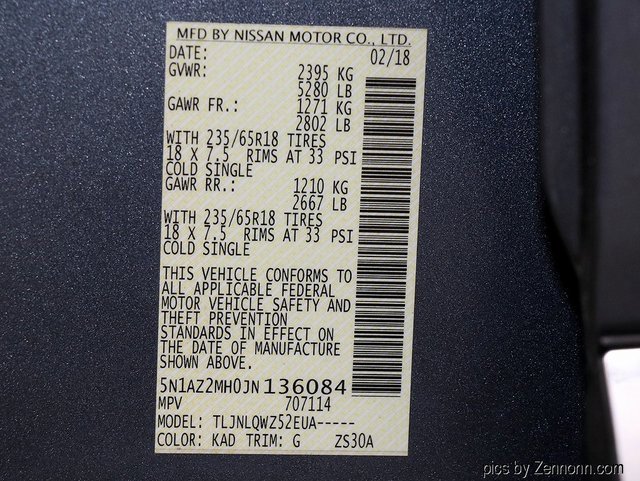 MFD BY NISSAN MOTOR CO., LTD.
DATE: 02/18
GVWR: 2395 KG
5280 LB
GAWR FR.: 1271 KG
2802 LB
WITH 235/65R18 TIRES
18 X 7.5 RIMS AT 33 PSI
COLD SINGLE
GAWR RR.: 1210 KG
2667 LB
WITH 235/65R18 TIRES
18 X 7.5 RIMS AT 33 PSI
COLD SINGLE
THIS VEHICLE CONFORMS TO
ALL APPLICABLE FEDERAL
MOTOR VEHICLE SAFETY AND
THEFT PREVENTION
STANDARDS IN EFFECT ON
THE DATE OF MANUFACTURE
SHOWN ABOVE.
5N1AZ2MH0JN136084
MPV 707114
MODEL: TLJNLQWZ52EUA-----
COLOR: KAD TRIM: G ZS30A
pics by Zennonn.com